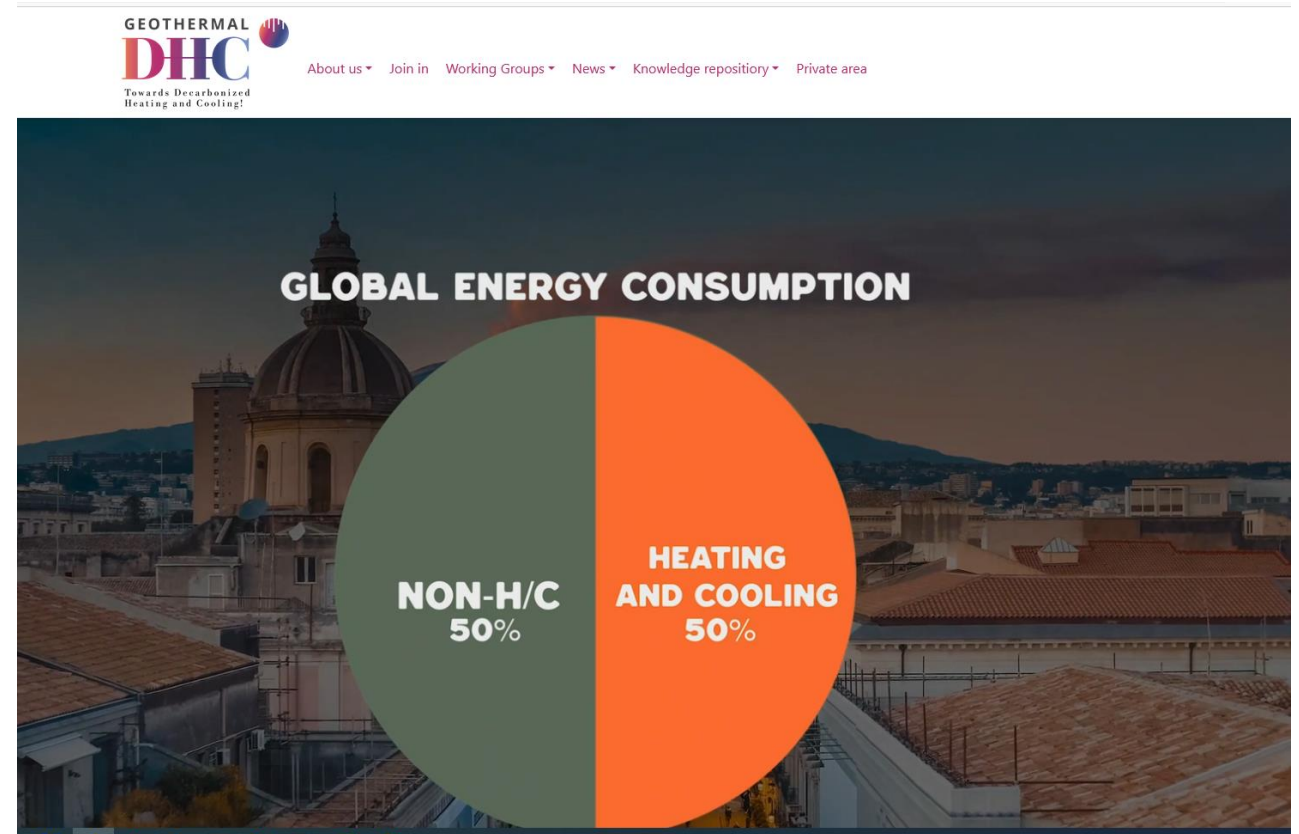 GEOTHERMAL
DHC
Towards Decarbonized
Heating and Cooling!
About us Join in Working Groups News Knowledge repositiory Private area
GLOBAL ENERGY CONSUMPTION
NON-H/C
50%
HEATING
AND COOLING
50%